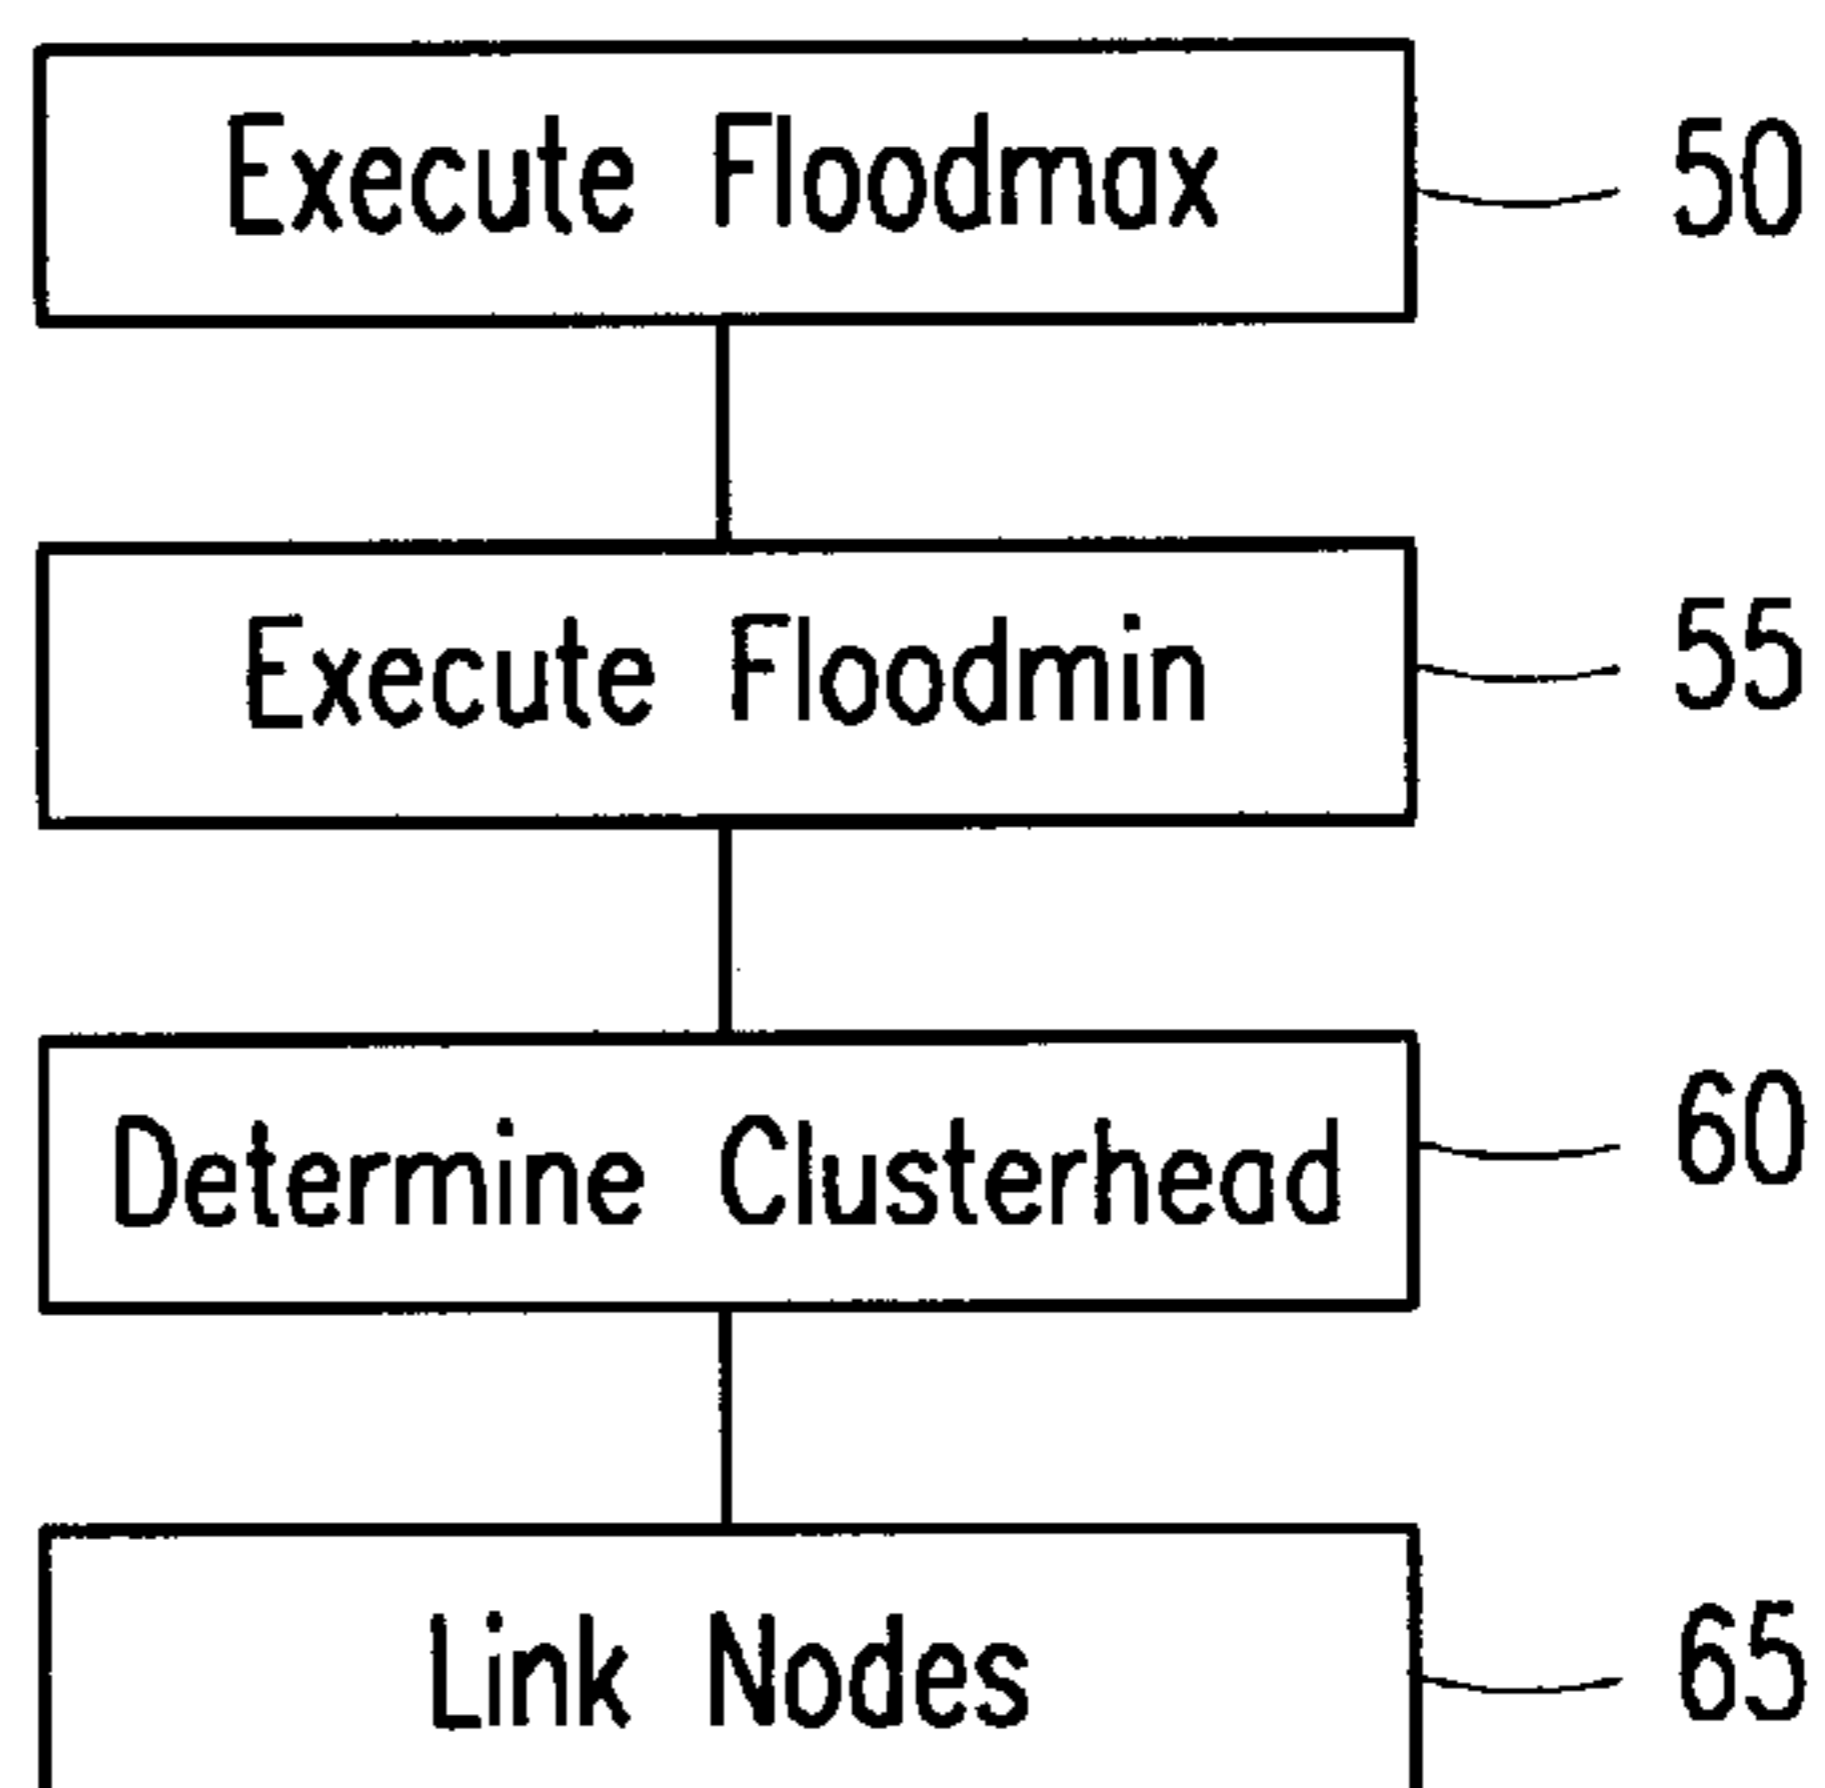 Execute Floodmax 50
Execute Floodmin 55
Determine Clusterhead 60
Link Nodes 65